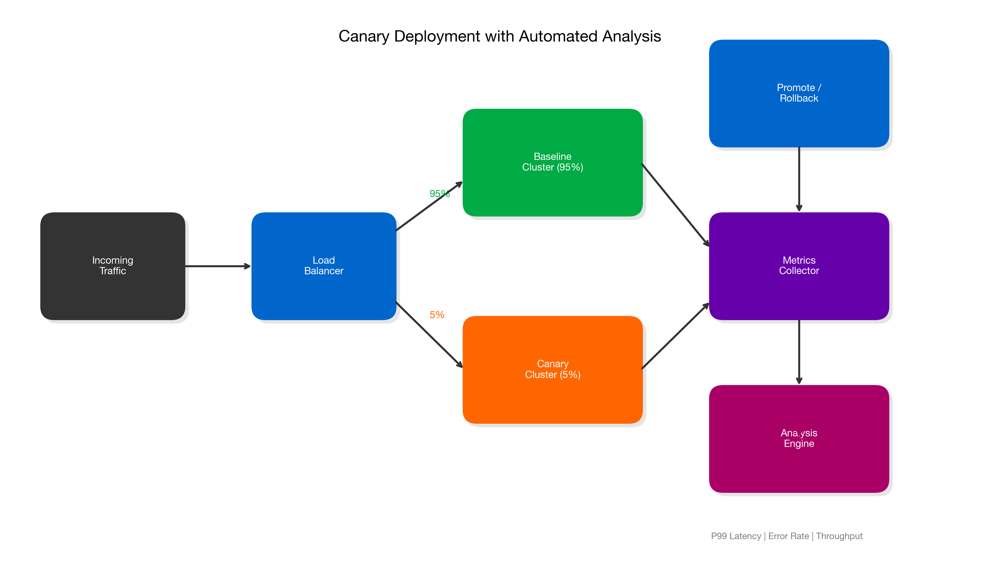 Canary Deployment with Automated Analysis
Promote /
Rollback
Baseline
Cluster (95%)
95%
Incoming
Traffic
Load
Balancer
Metrics
Collector
5%
Canary
Cluster (5%)
Ana.ysis
Engine
P99 Latency | Error Rate | Throughput